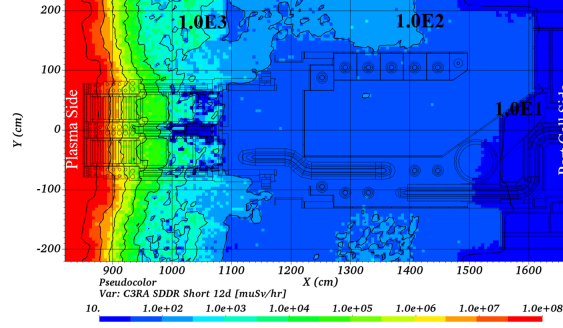 200
1.0E3
1.0E2
100
1.0E1
Plasma Side
Y (cm)
0
-100
-200
900 1000 1100 1200 1300 1400 1500 1600
Pseudocolor
X (cm)
Var: C3RA SDDR Short 12d [muSv/hr]
10. 1.0e+02 1.0e+03 1.0e+04 1.0e+05 1.0e+06 1.0e+07 1.0e+08